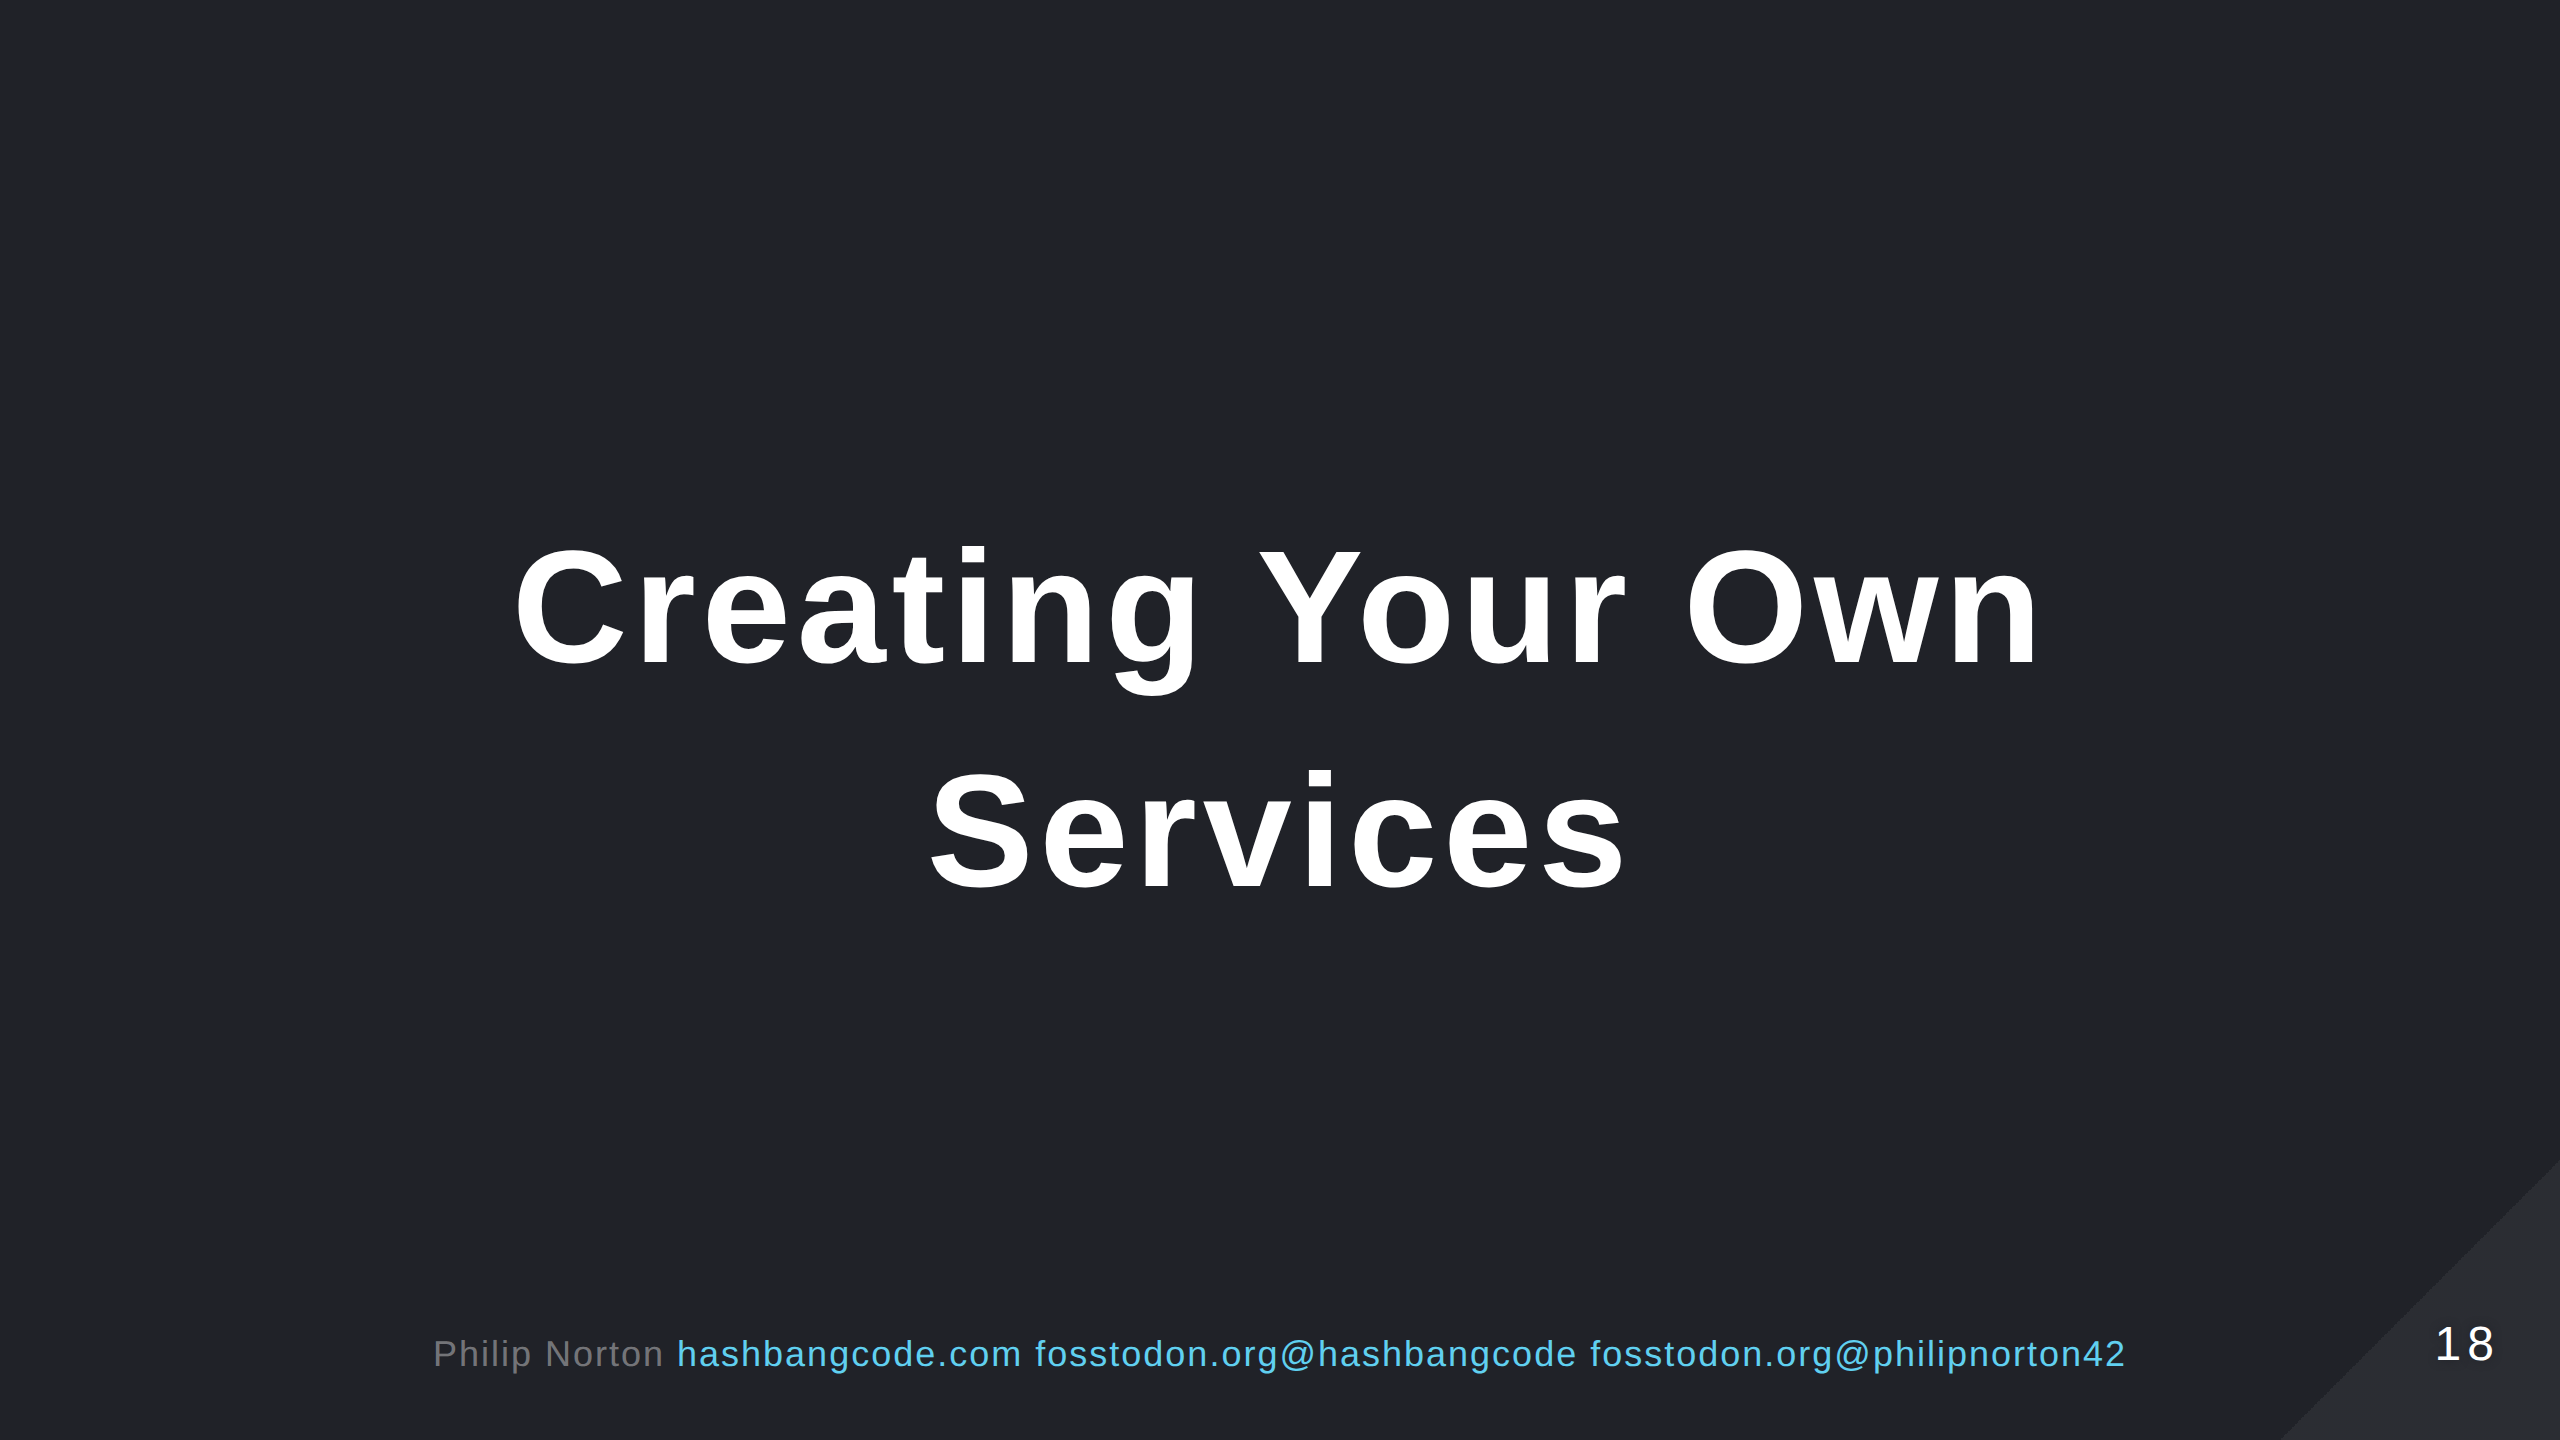 Creating Your Own
Services
Philip Norton hashbangcode.com fosstodon.org@hashbangcode fosstodon.org@philipnorton42
18